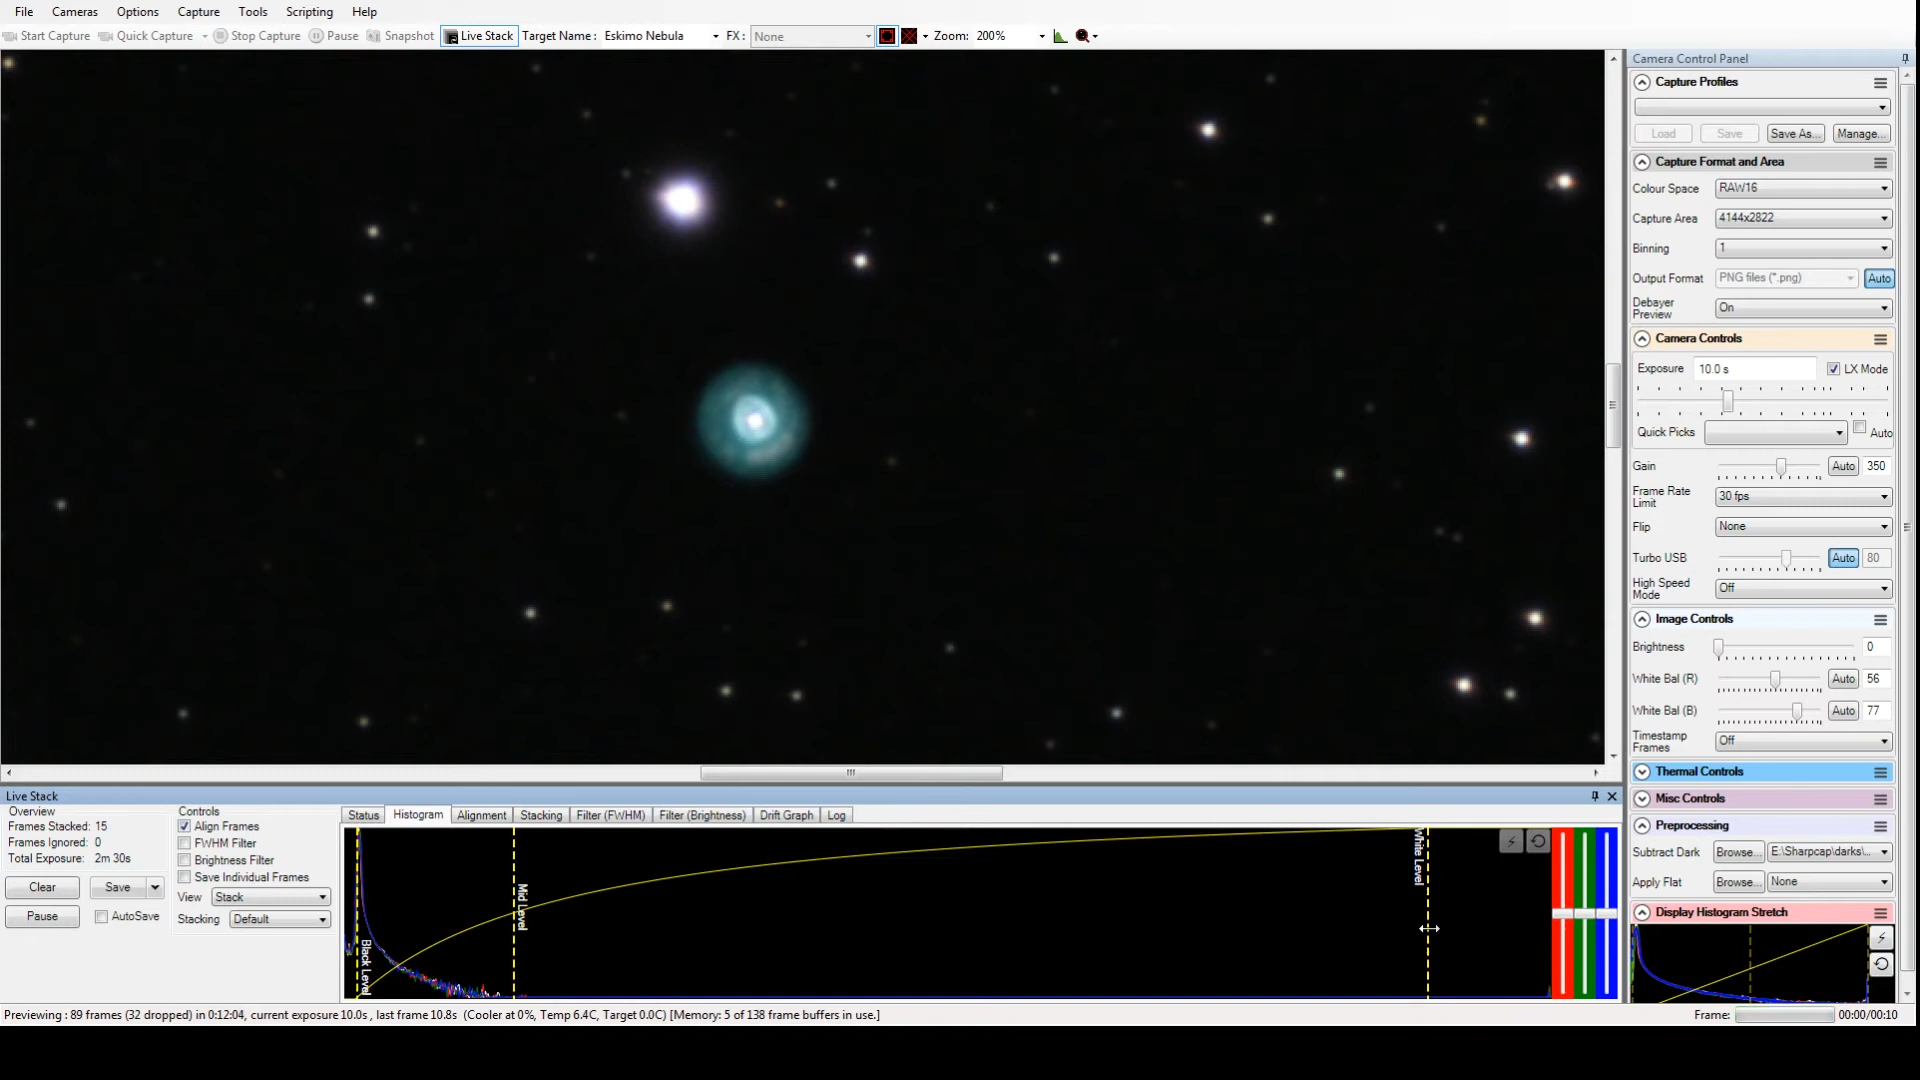 File Cameras Options Capture Tools Scripting Help
Start Capture Quick Capture Stop Capture Pause Snapshot Live Stack Target Name : Eskimo Nebula FX : None Zoom: 200%
Camera Control Panel
Capture Profiles
Load Save Save As... Manage...
Capture Format and Area
Colour Space RAW16
Capture Area 4144x2822
Binning 1
Output Format PNG files (*.png) Auto
Debayer Preview On
Camera Controls
Exposure 10.0 s LX Mode
Quick Picks Auto
Gain Auto 350
Frame Rate Limit 30 fps
Flip None
Turbo USB Auto 80
High Speed Mode Off
Image Controls
Brightness 0
White Bal (R) Auto 56
White Bal (B) Auto 77
Timestamp Frames Off
Thermal Controls
Misc Controls
Preprocessing
Subtract Dark Browse... E:\Sharpcap\darks\...
Apply Flat Browse... None
Display Histogram Stretch
Live Stack
Overview
Frames Stacked: 15
Frames Ignored: 0
Total Exposure: 2m 30s
Clear Save
Pause AutoSave
Controls
Align Frames
FWHM Filter
Brightness Filter
Save Individual Frames
View Stack
Stacking Default
Status Histogram Alignment Stacking Filter (FWHM) Filter (Brightness) Drift Graph Log
Black Level
Mid Level
White Level
Previewing : 89 frames (32 dropped) in 0:12:04, current exposure 10.0s , last frame 10.8s (Cooler at 0%, Temp 6.4C, Target 0.0C) [Memory: 5 of 138 frame buffers in use.]
Frame: 00:00/00:10